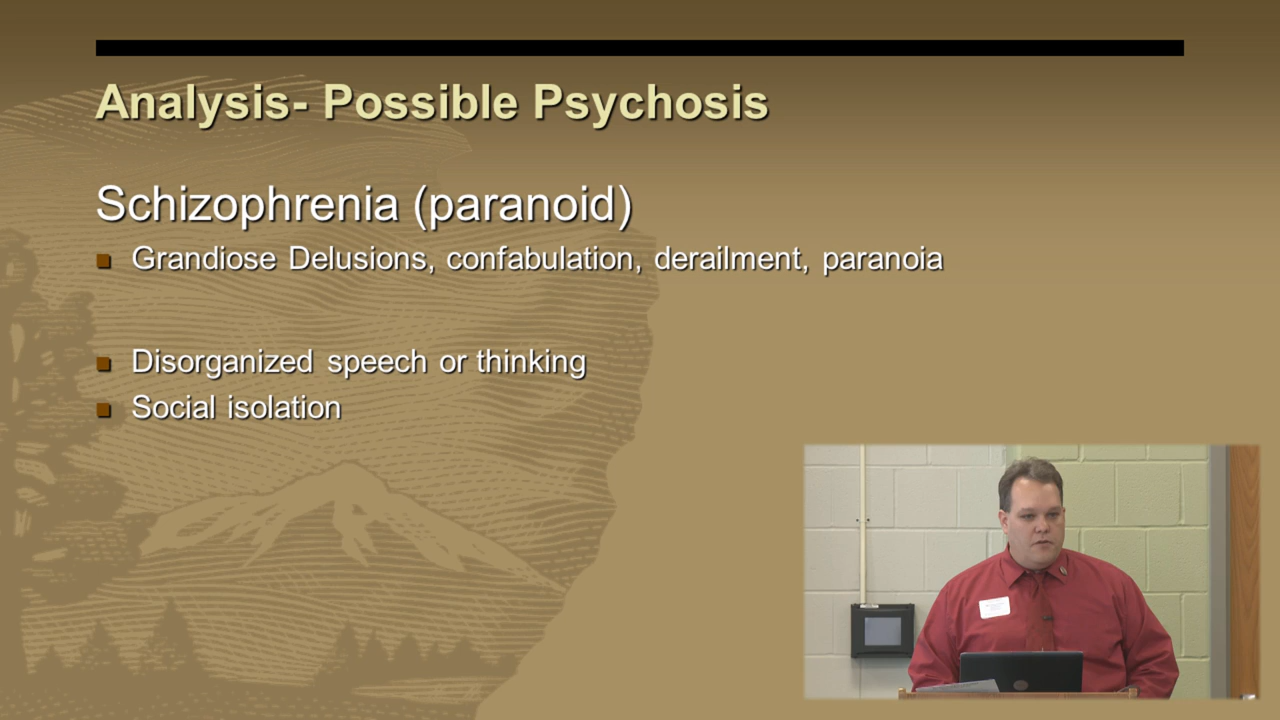 Analysis- Possible Psychosis
Schizophrenia (paranoid)
Grandiose Delusions, confabulation, derailment, paranoia
Disorganized speech or thinking
Social isolation